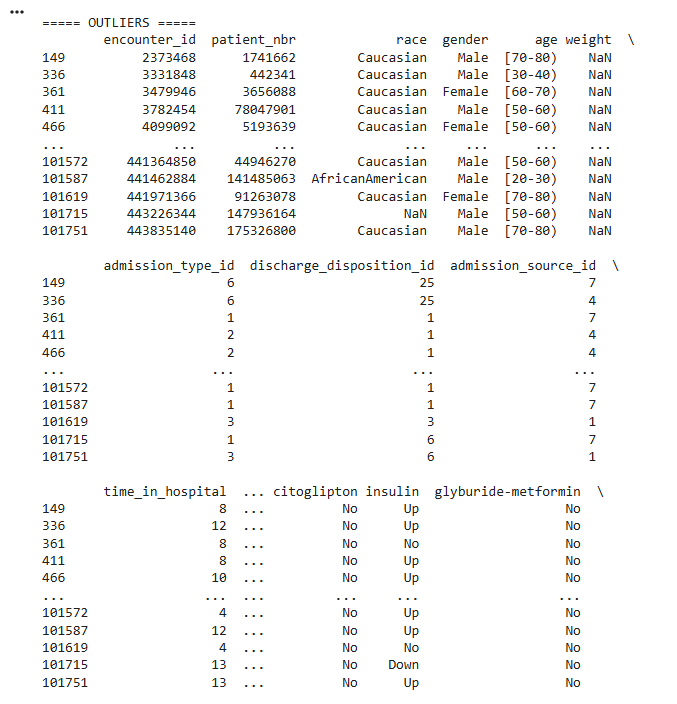 ...
===== OUTLIERS =====
encounter_id patient_nbr race gender age weight \
149 2373468 1741662 Caucasian Male [70-80) NaN
336 3331848 442341 Caucasian Male [30-40) NaN
361 3479946 3656088 Caucasian Female [60-70) NaN
411 3782454 78047901 Caucasian Male [50-60) NaN
466 4099092 5193639 Caucasian Female [50-60) NaN
... ... ... ... ... ... ...
101572 441364850 44946270 Caucasian Male [50-60) NaN
101587 441462884 141485063 AfricanAmerican Male [20-30) NaN
101619 441971366 91263078 Caucasian Female [70-80) NaN
101715 443226344 147936164 NaN Male [50-60) NaN
101751 443835140 175326800 Caucasian Male [70-80) NaN
admission_type_id discharge_disposition_id admission_source_id \
149 6 25 7
336 6 25 4
361 1 1 7
411 2 1 4
466 2 1 4
... ... ... ...
101572 1 1 7
101587 1 1 7
101619 3 3 1
101715 1 6 7
101751 3 6 1
time_in_hospital ... citoglipton insulin glyburide-metformin \
149 8 ... No Up No
336 12 ... No Up No
361 8 ... No No No
411 8 ... No Up No
466 10 ... No Up No
... ... ... ... ... ...
101572 4 ... No Up No
101587 12 ... No Up No
101619 4 ... No No No
101715 13 ... No Down No
101751 13 ... No Up No